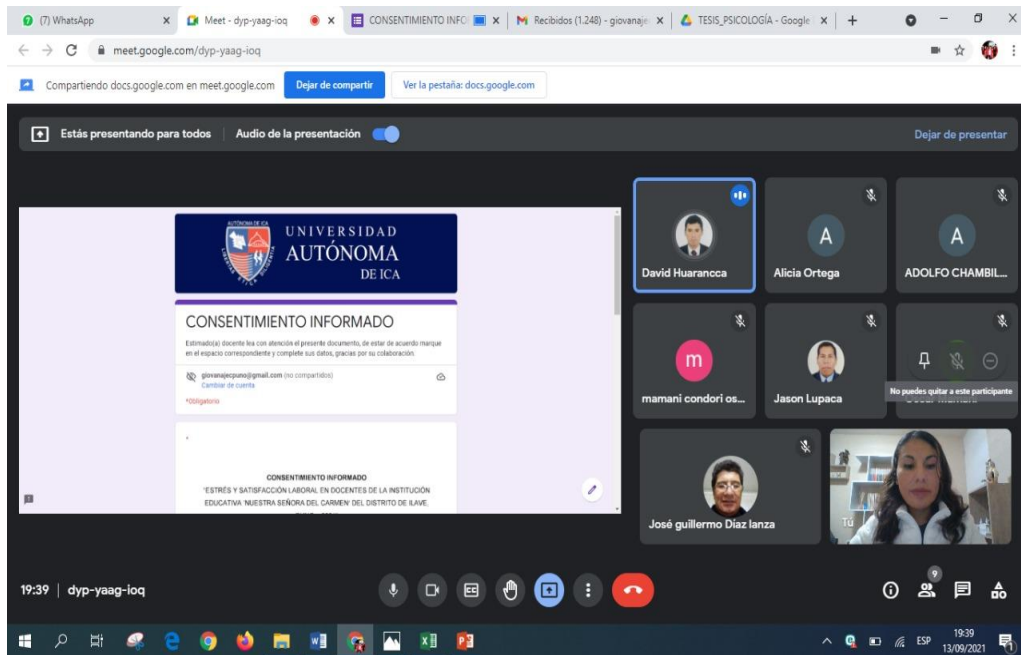 (7) WhatsApp
Meet - dyp-yaag-ioq
CONSENTIMIENTO INFO
Recibidos (1.248) - giovanaje
TESIS_PSICOLOGÍA - Google
meet.google.com/dyp-yaag-ioq
Compartiendo docs.google.com en meet.google.com
Dejar de compartir
Ver la pestaña: docs.google.com
Estás presentando para todos
Audio de la presentación
Dejar de presentar
AUTÓNOMA DE ICA
UNIVERSIDAD
AUTÓNOMA
DE ICA
CONSENTIMIENTO INFORMADO
Estimado(a) docente lea con atención el presente documento, de estar de acuerdo marque
en el espacio correspondiente y complete sus datos, gracias por su colaboración.
giovanajecpuno@gmail.com (no compartidos)
Cambiar de cuenta
*Obligatorio
*
CONSENTIMIENTO INFORMADO
"ESTRÉS Y SATISFACCIÓN LABORAL EN DOCENTES DE LA INSTITUCIÓN
EDUCATIVA 'NUESTRA SEÑORA DEL CARMEN' DEL DISTRITO DE ILAVE,
David Huarancca
A
Alicia Ortega
A
ADOLFO CHAMBIL...
m
mamani condori os...
Jason Lupaca
No puedes quitar a este participante
José guillermo Díaz lanza
Tú
19:39 | dyp-yaag-ioq
9
ESP
19:39
13/09/2021